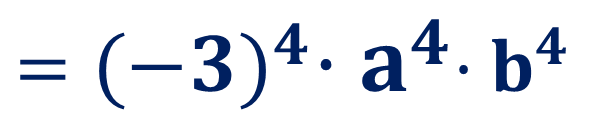 = (−3)⁴· a⁴· b⁴